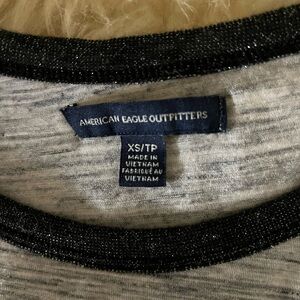 AMERICAN EAGLE OUTFITTERS
XS/TP
MADE IN
VIETNAM
FABRIQUÉ AU
VIETNAM